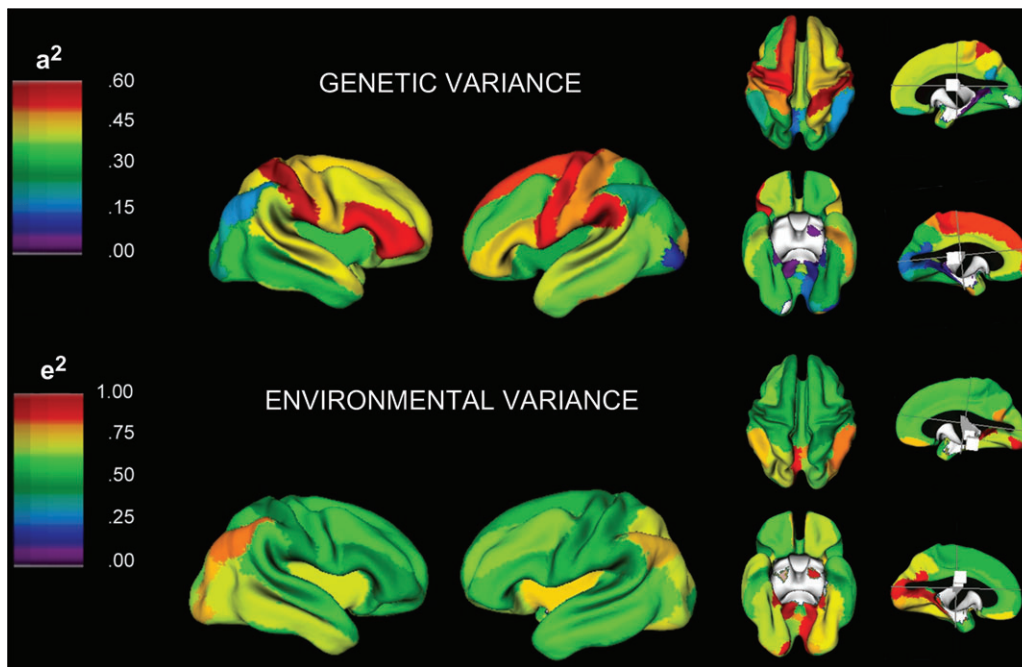 a²
GENETIC VARIANCE
.60
.45
.30
.15
.00
e²
ENVIRONMENTAL VARIANCE
1.00
.75
.50
.25
.00